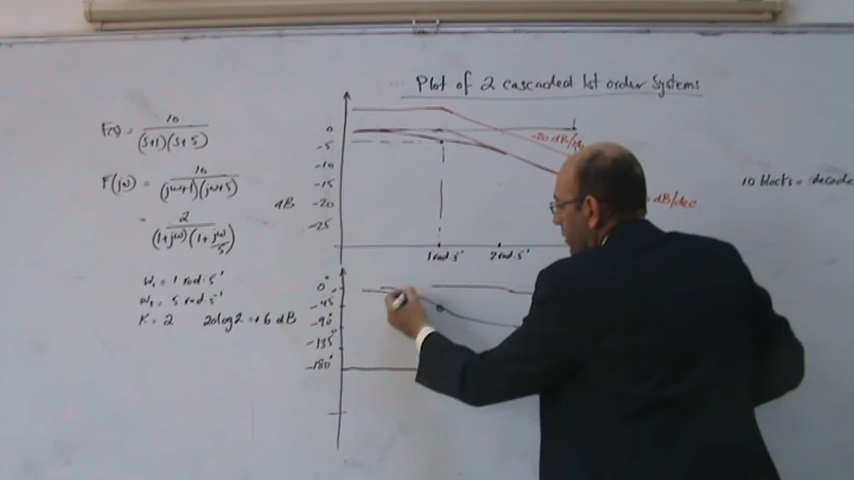 Plot of 2 cascaded 1st order Systems
F(s) = 10 / (s+1)(s+5)
F(jω) = 10 / (jω+1)(jω+5)
= 2 / (1+jω)(1+jω/5)
ω₁ = 1 rad.s⁻¹
ω₂ = 5 rad.s⁻¹
K = 2 20log2 = +6 dB
dB
0
-5
-10
-15
-20
-25
-20 dB/dec
dB/dec.
10 blocks = decade
1 rad.s⁻¹ 2 rad.s⁻¹
0°
-45°
-90°
-135°
-180°